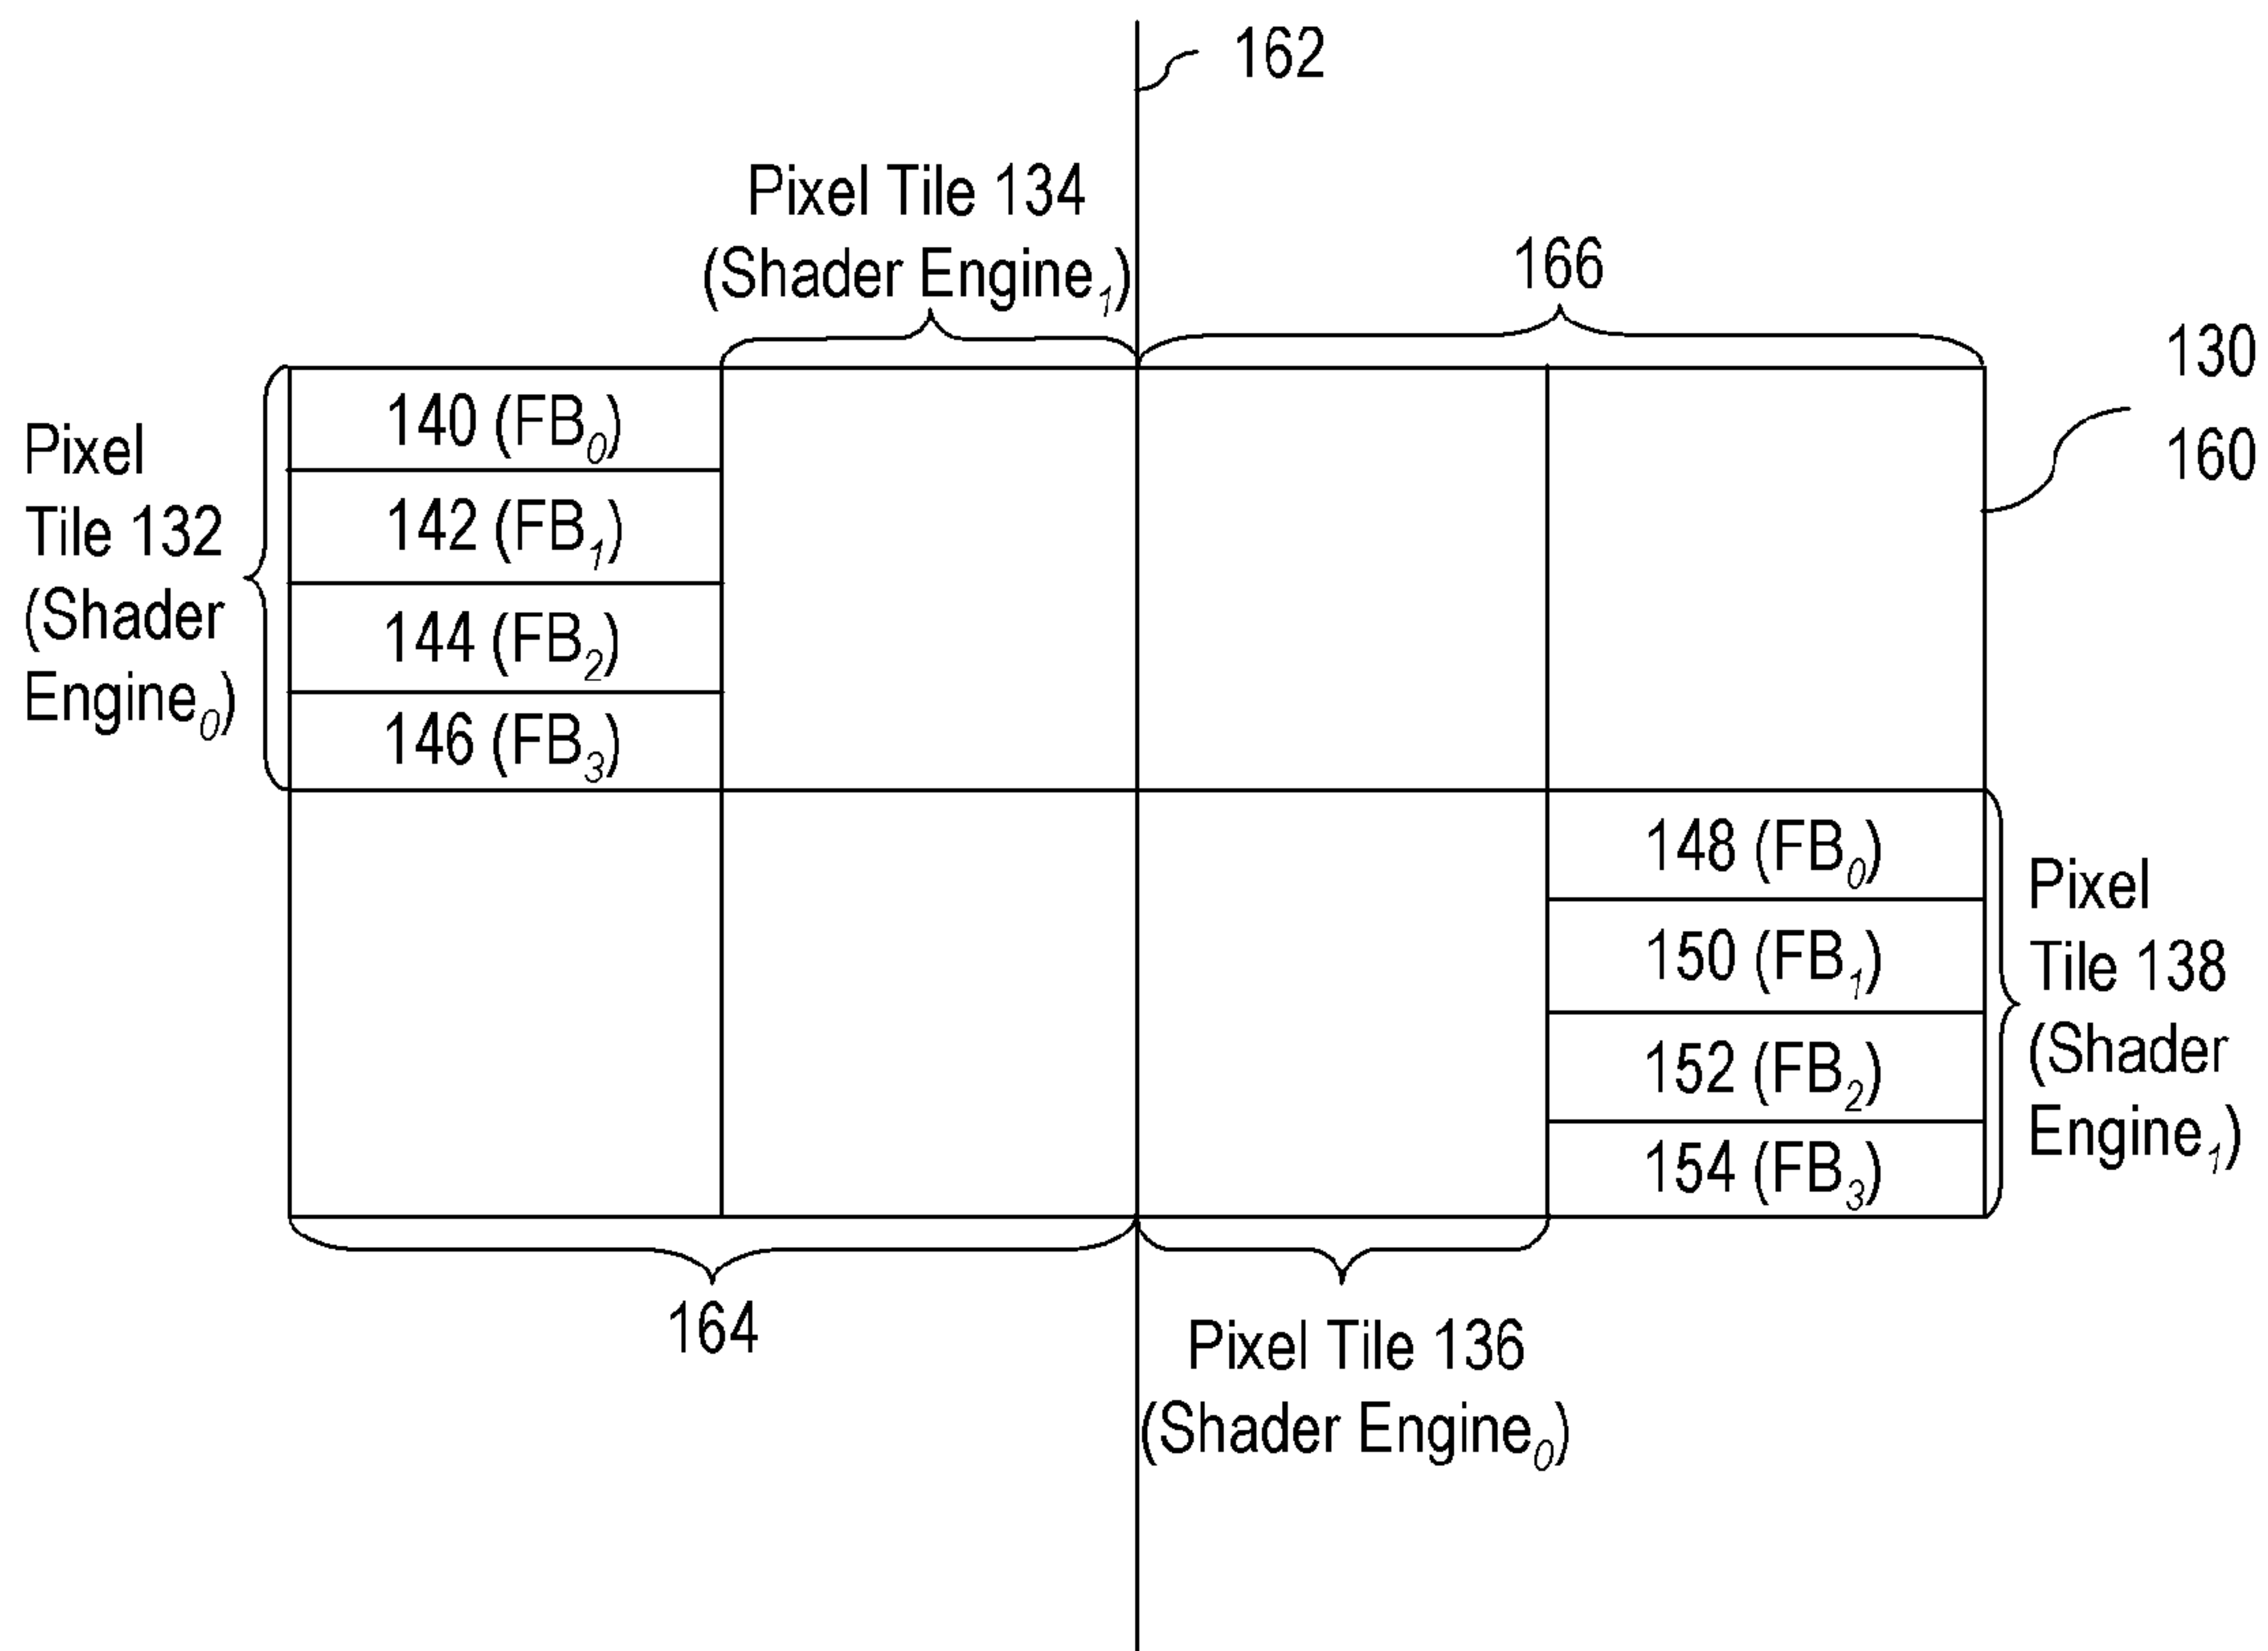 162
Pixel Tile 134
(Shader Engine₁)
166
130
160
Pixel
Tile 132
(Shader
Engine₀)
140 (FB₀)
142 (FB₁)
144 (FB₂)
146 (FB₃)
148 (FB₀)
150 (FB₁)
152 (FB₂)
154 (FB₃)
Pixel
Tile 138
(Shader
Engine₁)
164
Pixel Tile 136
(Shader Engine₀)